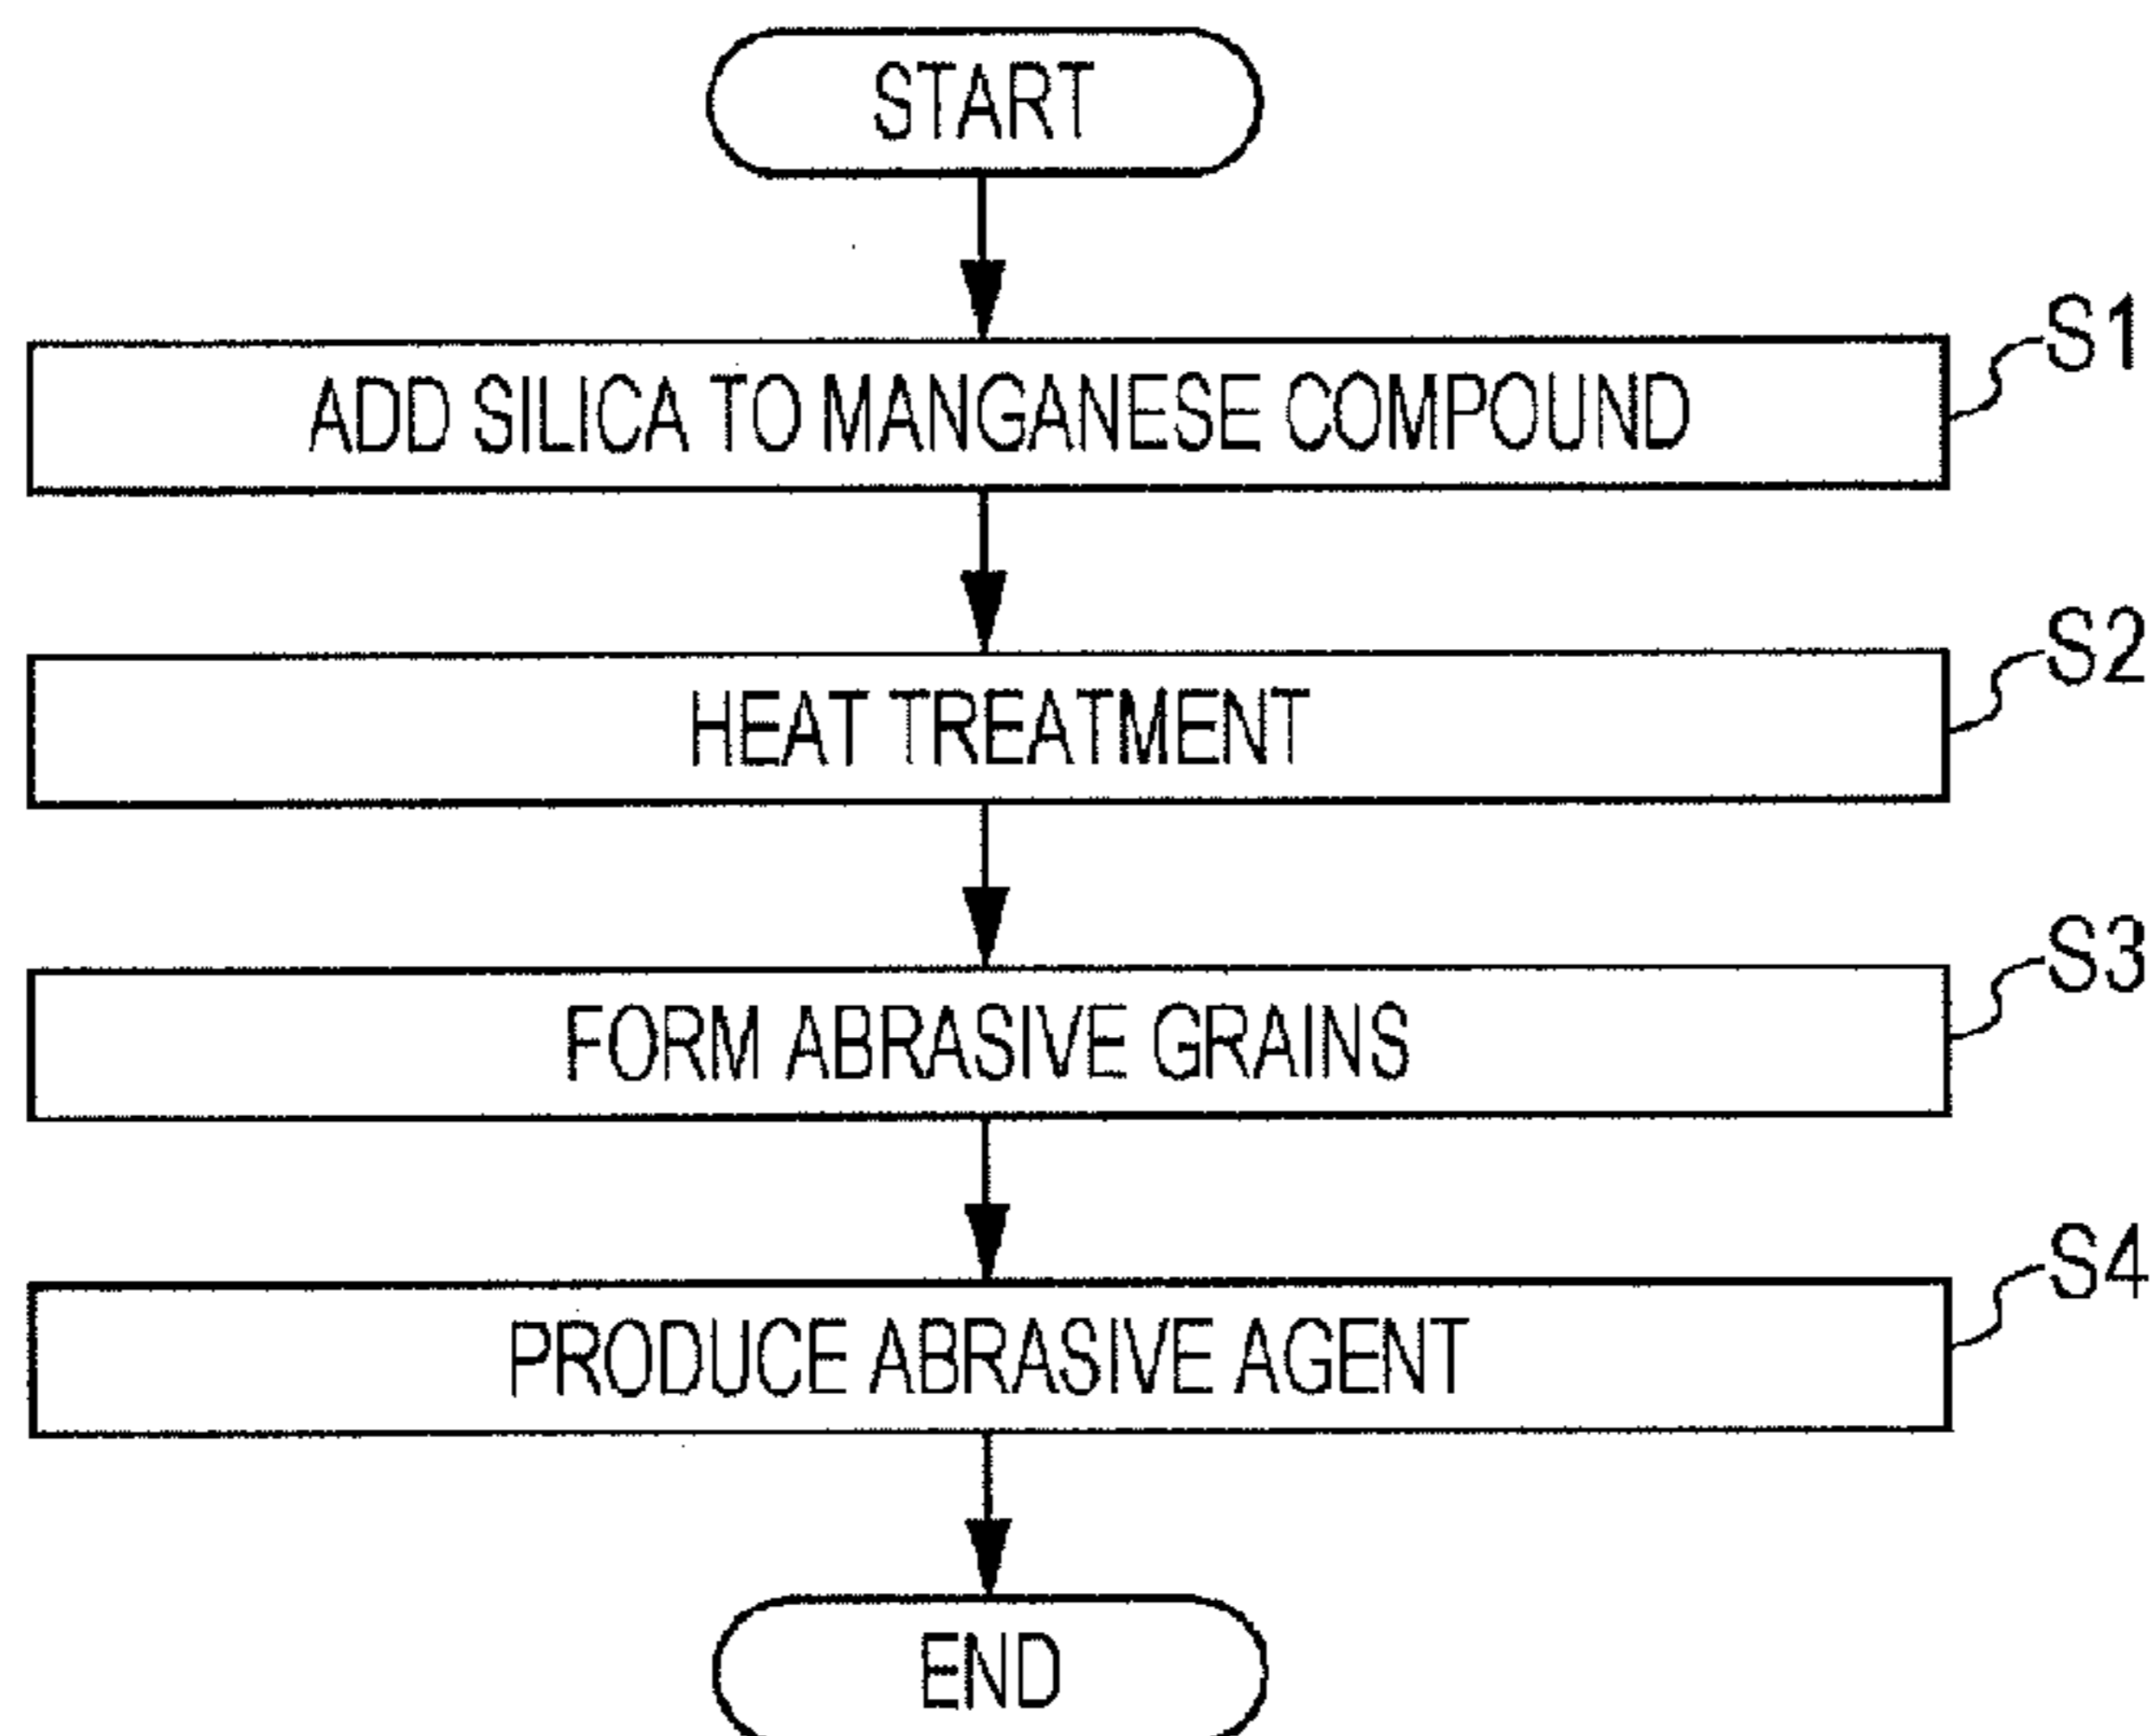 START
ADD SILICA TO MANGANESE COMPOUND
S1
HEAT TREATMENT
S2
FORM ABRASIVE GRAINS
S3
PRODUCE ABRASIVE AGENT
S4
END